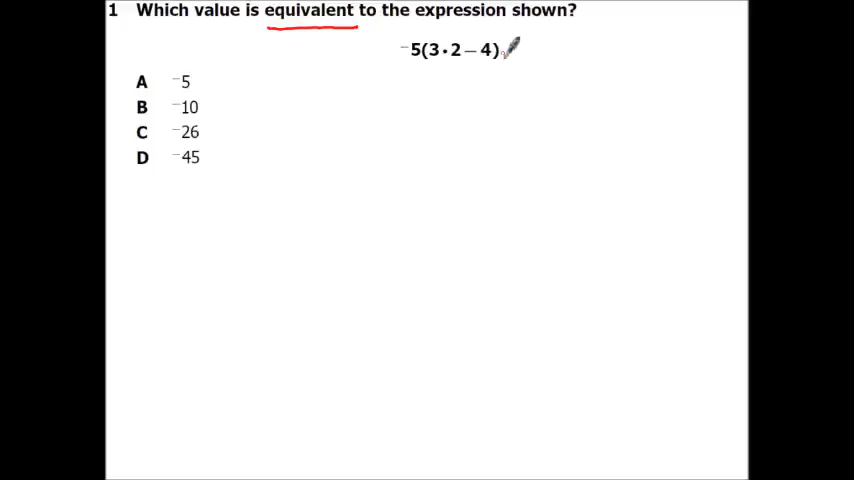 1 Which value is equivalent to the expression shown?
⁻5(3 • 2 – 4)
A ⁻5
B ⁻10
C ⁻26
D ⁻45